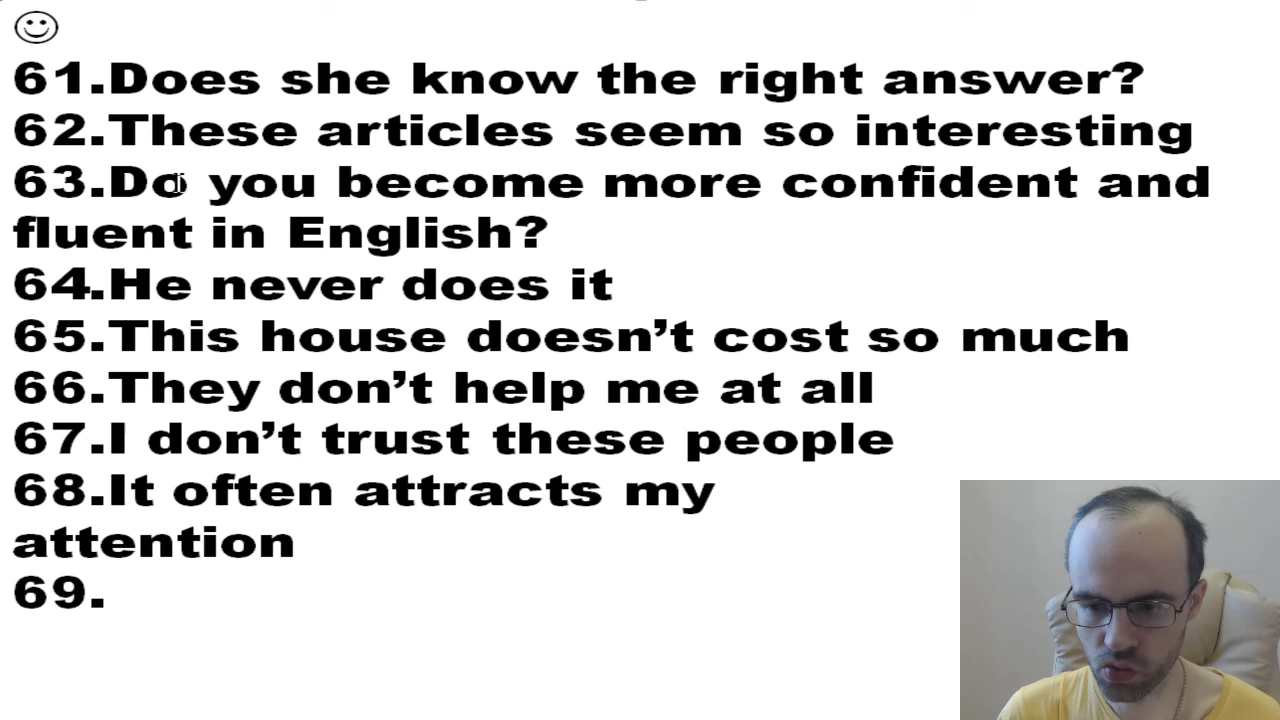 61.Does she know the right answer?
62.These articles seem so interesting
63.Do you become more confident and
fluent in English?
64.He never does it
65.This house doesn’t cost so much
66.They don’t help me at all
67.I don’t trust these people
68.It often attracts my
attention
69.